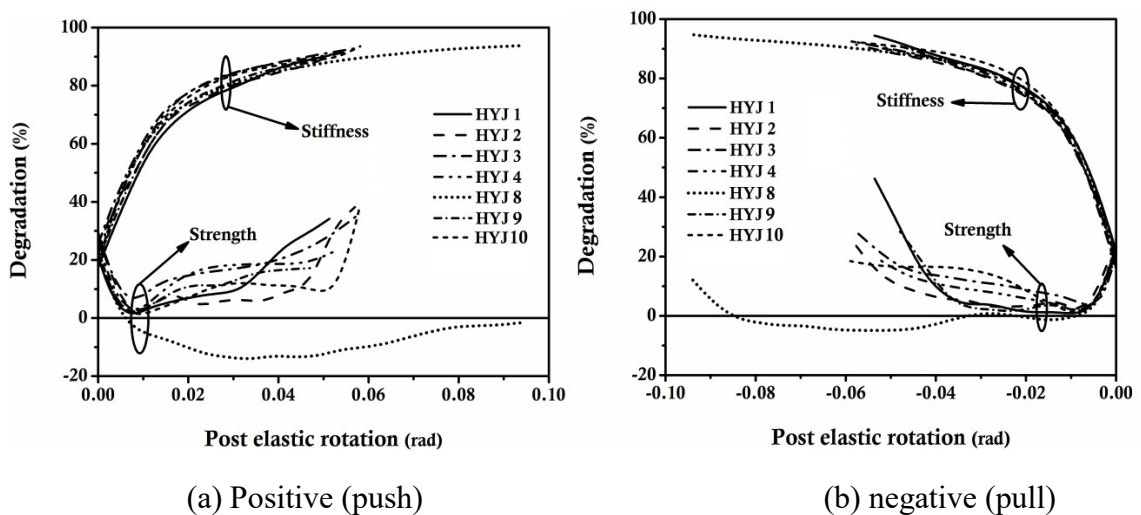 100
80
60
40
20
0
-20
Degradation (%)
Stiffness
Strength
HYJ 1
HYJ 2
HYJ 3
HYJ 4
HYJ 8
HYJ 9
HYJ 10
0.00 0.02 0.04 0.06 0.08 0.10
Post elastic rotation (rad)
(a) Positive (push)
100
80
60
40
20
0
-20
Degradation (%)
Stiffness
Strength
HYJ 1
HYJ 2
HYJ 3
HYJ 4
HYJ 8
HYJ 9
HYJ 10
-0.10 -0.08 -0.06 -0.04 -0.02 0.00
Post elastic rotation (rad)
(b) negative (pull)